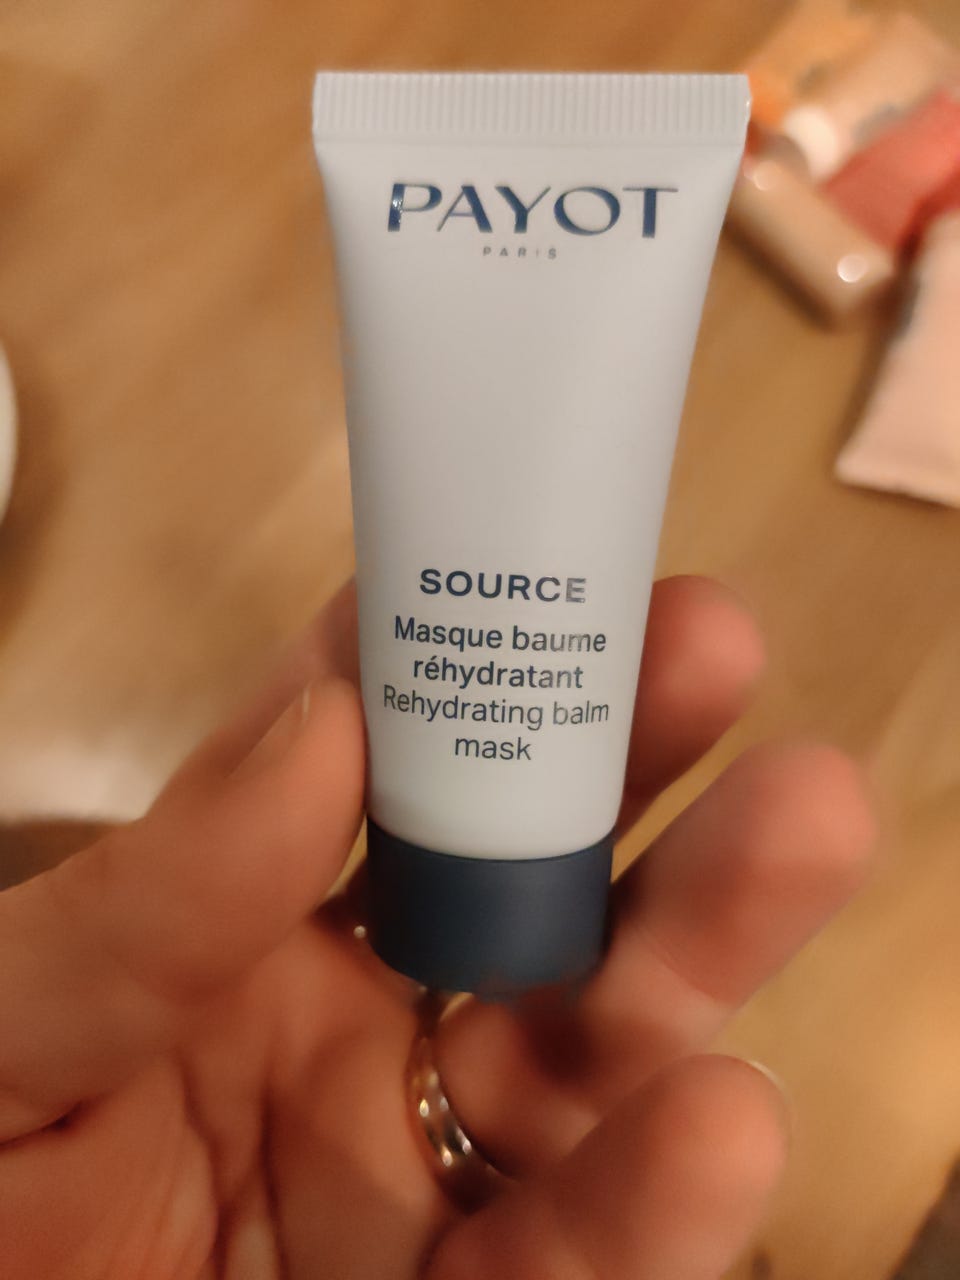 PAYOT
PARIS
SOURCE
Masque baume
réhydratant
Rehydrating balm
mask